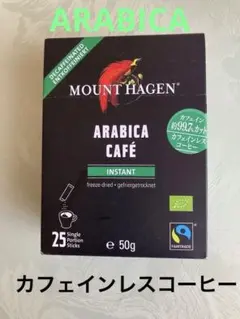 ARABICA
DECAFFEINATED
ENTKOFFEINIERT
MOUNT HAGEN®
カフェイン
約99.7%カット
カフェインレス
コーヒー
ARABICA
CAFÉ
INSTANT
freeze dried • gefriergetrocknet
25 Single
Portion
Sticks
℮ 50g
FAIRTRADE
カフェインレスコーヒー